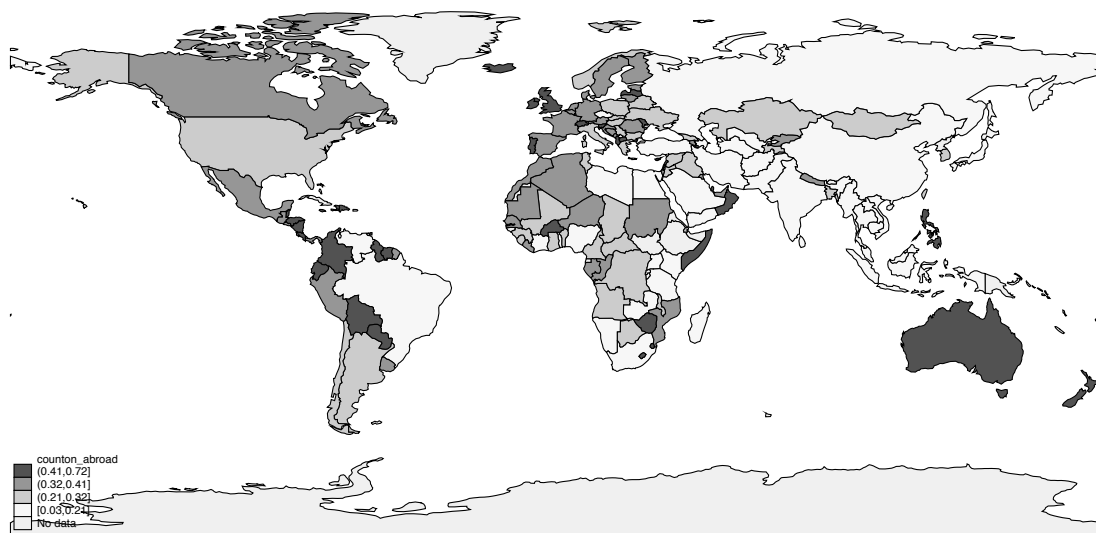 counton_abroad
(0.41,0.72]
(0.32,0.41]
(0.21,0.32]
[0.03,0.21]
No data